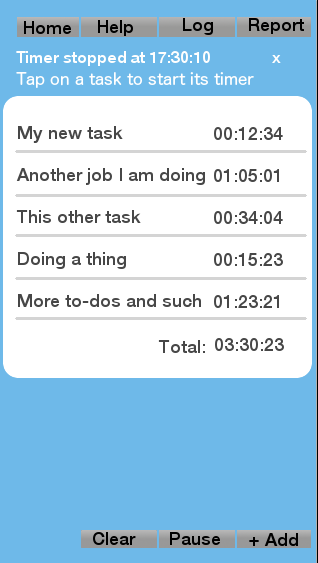 Home Help Log Report
Timer stopped at 17:30:10 x
Tap on a task to start its timer
My new task 00:12:34
Another job I am doing 01:05:01
This other task 00:34:04
Doing a thing 00:15:23
More to-dos and such 01:23:21
Total: 03:30:23
Clear Pause + Add